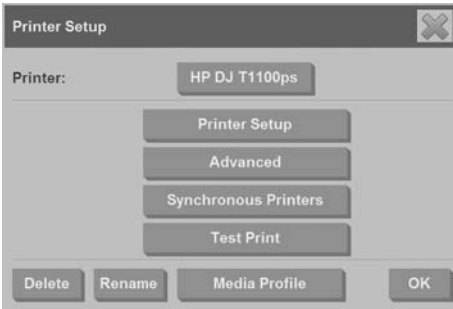 Printer Setup
Printer: HP DJ T1100ps
Printer Setup
Advanced
Synchronous Printers
Test Print
Delete Rename Media Profile OK